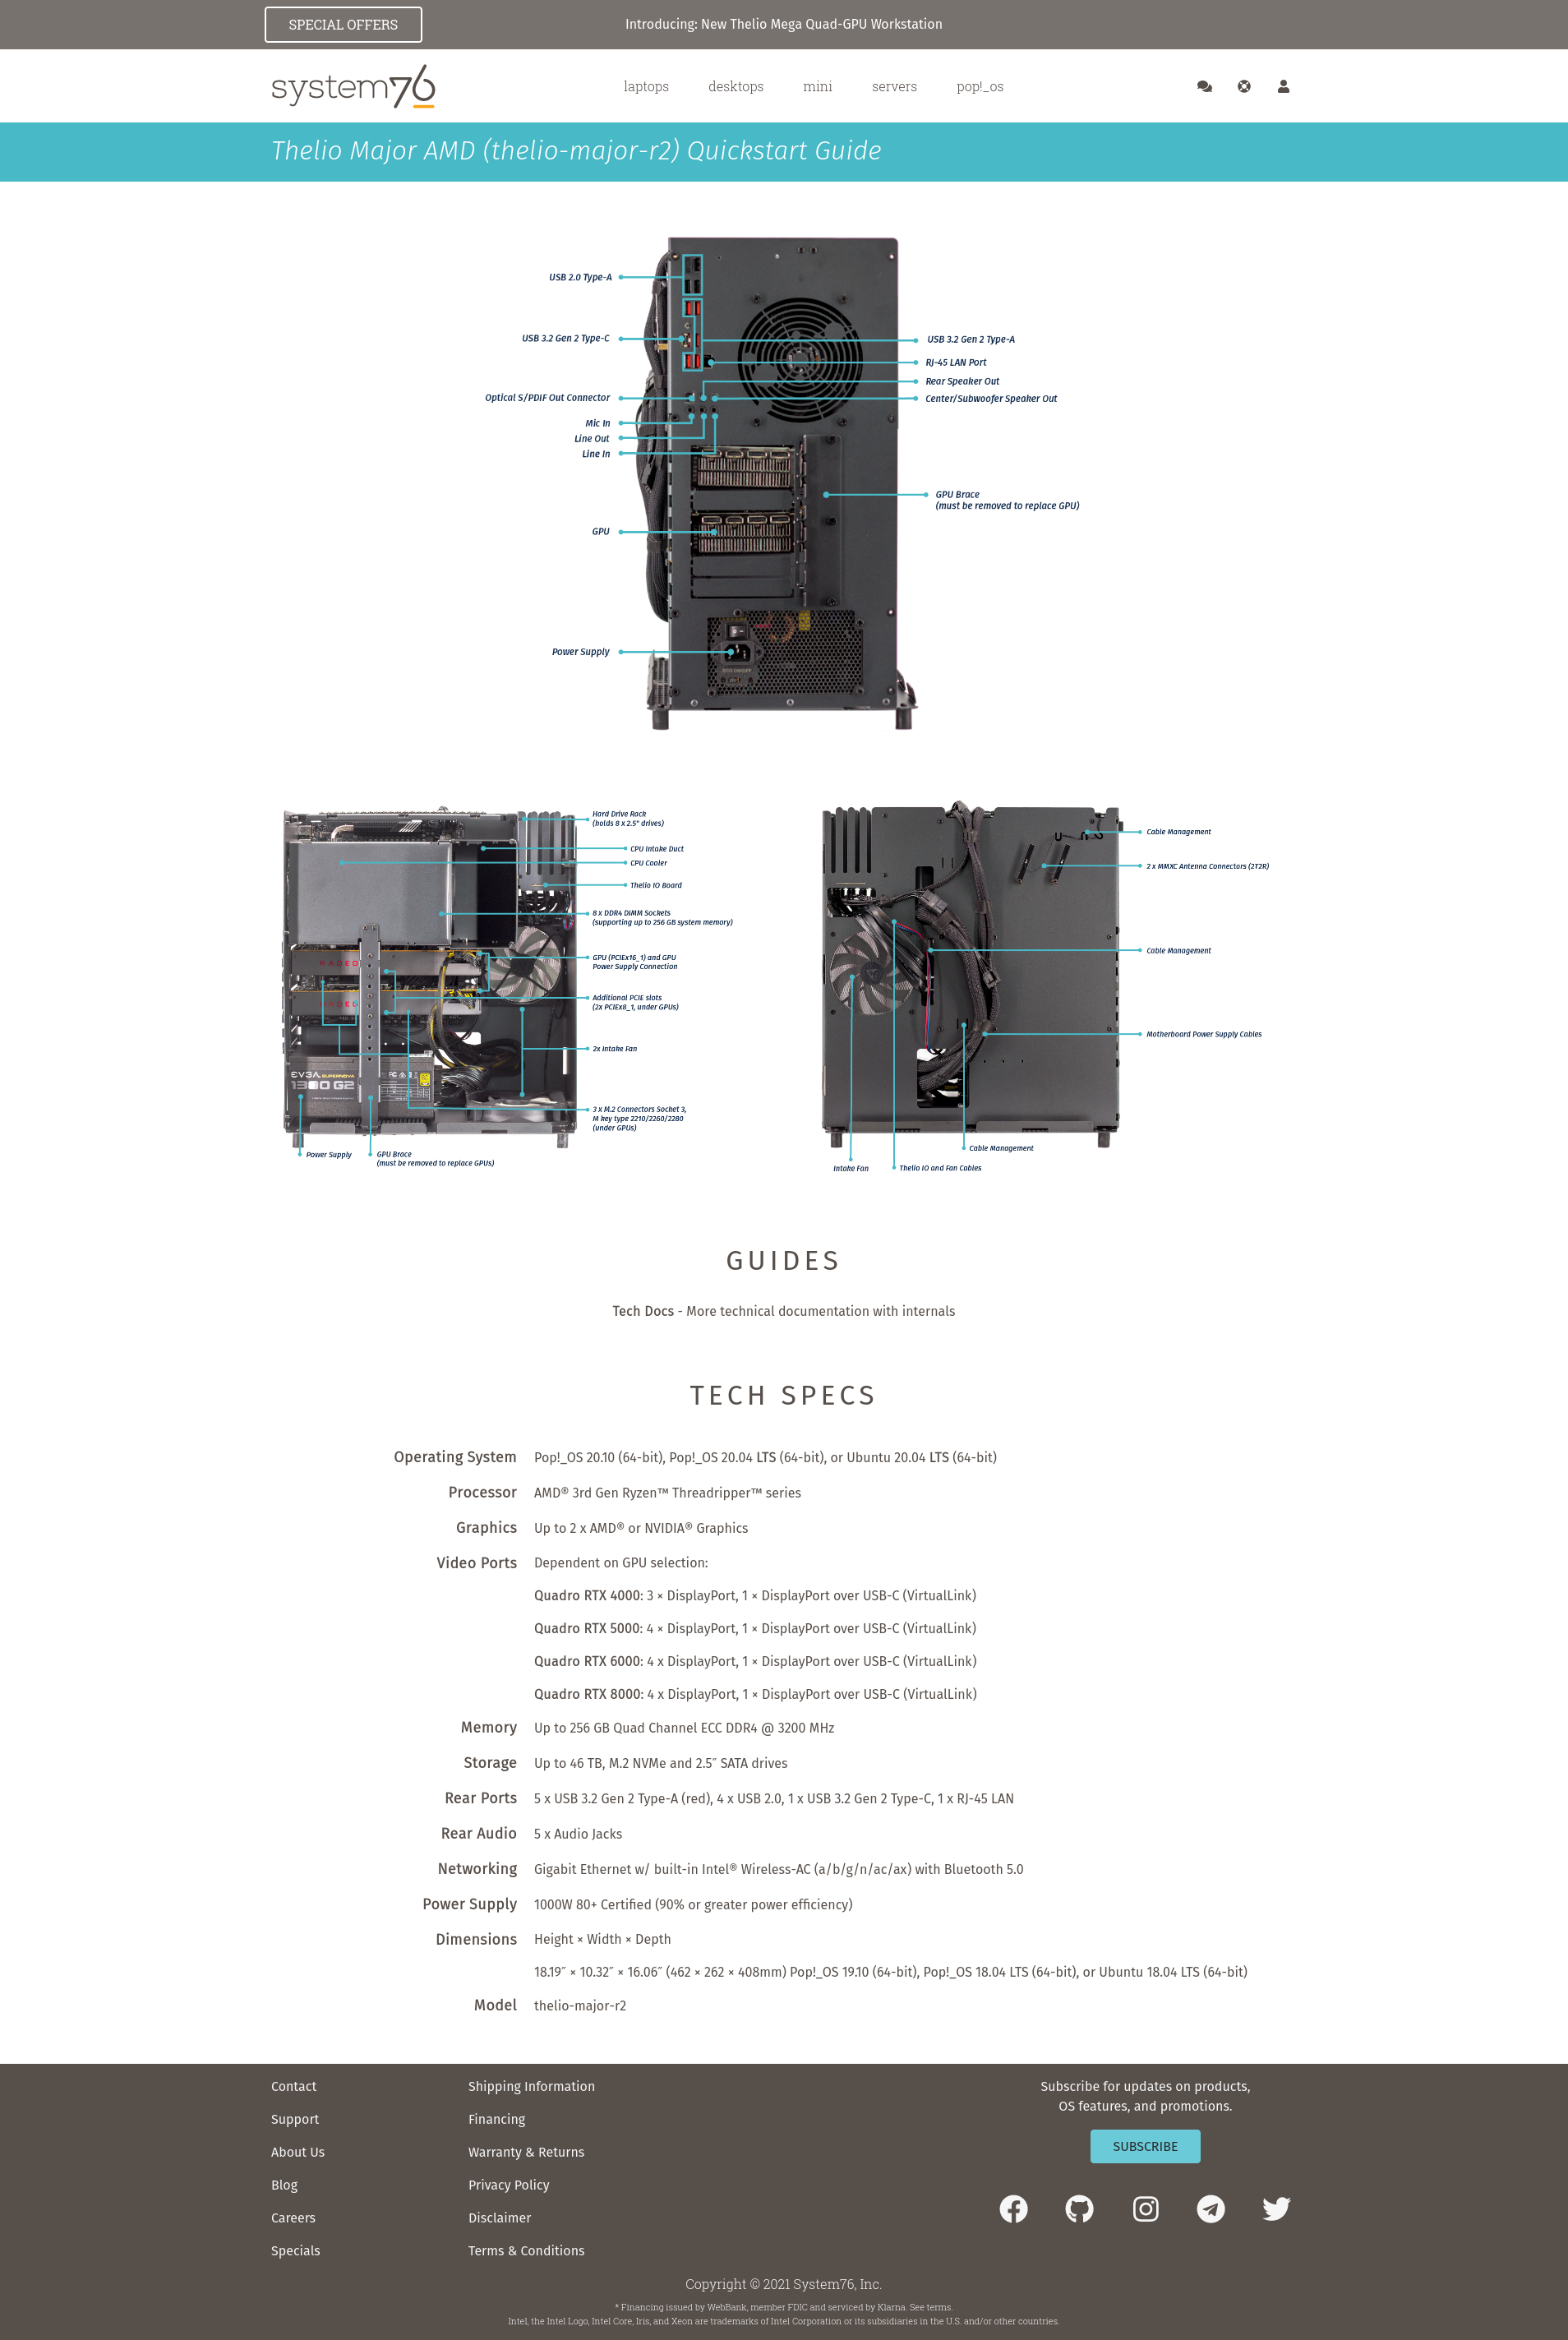 SPECIAL OFFERS
Introducing: New Thelio Mega Quad-GPU Workstation
system76
laptops
desktops
mini
servers
pop!_os
Thelio Major AMD (thelio-major-r2) Quickstart Guide
USB 2.0 Type-A
USB 3.2 Gen 2 Type-C
USB 3.2 Gen 2 Type-A
RJ-45 LAN Port
Rear Speaker Out
Optical S/PDIF Out Connector
Center/Subwoofer Speaker Out
Mic In
Line Out
Line In
GPU Brace
(must be removed to replace GPU)
GPU
Power Supply
Hard Drive Rack
(holds 8 x 2.5" drives)
CPU Intake Duct
CPU Cooler
Thelio IO Board
8 x DDR4 DIMM Sockets
(supporting up to 256 GB system memory)
GPU (PCIEx16_1) and GPU
Power Supply Connection
Additional PCIE slots
(2x PCIEx8_1, under GPUs)
2x Intake Fan
3 x M.2 Connectors Socket 3,
M key type 2210/2260/2280
(under GPUs)
RADEO
EVGA SUPERNOVA
1300 G2
Power Supply
GPU Brace
(must be removed to replace GPUs)
Cable Management
2 x MMXC Antenna Connectors (2T2R)
Cable Management
Motherboard Power Supply Cables
Cable Management
Intake Fan
Thelio IO and Fan Cables
GUIDES
Tech Docs - More technical documentation with internals
TECH SPECS
Operating System Pop!_OS 20.10 (64-bit), Pop!_OS 20.04 LTS (64-bit), or Ubuntu 20.04 LTS (64-bit)
Processor AMD® 3rd Gen Ryzen™ Threadripper™ series
Graphics Up to 2 x AMD® or NVIDIA® Graphics
Video Ports Dependent on GPU selection:
Quadro RTX 4000: 3 × DisplayPort, 1 × DisplayPort over USB-C (VirtualLink)
Quadro RTX 5000: 4 × DisplayPort, 1 × DisplayPort over USB-C (VirtualLink)
Quadro RTX 6000: 4 x DisplayPort, 1 × DisplayPort over USB-C (VirtualLink)
Quadro RTX 8000: 4 x DisplayPort, 1 × DisplayPort over USB-C (VirtualLink)
Memory Up to 256 GB Quad Channel ECC DDR4 @ 3200 MHz
Storage Up to 46 TB, M.2 NVMe and 2.5″ SATA drives
Rear Ports 5 x USB 3.2 Gen 2 Type-A (red), 4 x USB 2.0, 1 x USB 3.2 Gen 2 Type-C, 1 x RJ-45 LAN
Rear Audio 5 x Audio Jacks
Networking Gigabit Ethernet w/ built-in Intel® Wireless-AC (a/b/g/n/ac/ax) with Bluetooth 5.0
Power Supply 1000W 80+ Certified (90% or greater power efficiency)
Dimensions Height × Width × Depth
18.19″ × 10.32″ × 16.06″ (462 × 262 × 408mm) Pop!_OS 19.10 (64-bit), Pop!_OS 18.04 LTS (64-bit), or Ubuntu 18.04 LTS (64-bit)
Model thelio-major-r2
Contact
Support
About Us
Blog
Careers
Specials
Shipping Information
Financing
Warranty & Returns
Privacy Policy
Disclaimer
Terms & Conditions
Subscribe for updates on products,
OS features, and promotions.
SUBSCRIBE
Copyright © 2021 System76, Inc.
* Financing issued by WebBank, member FDIC and serviced by Klarna. See terms.
Intel, the Intel Logo, Intel Core, Iris, and Xeon are trademarks of Intel Corporation or its subsidiaries in the U.S. and/or other countries.